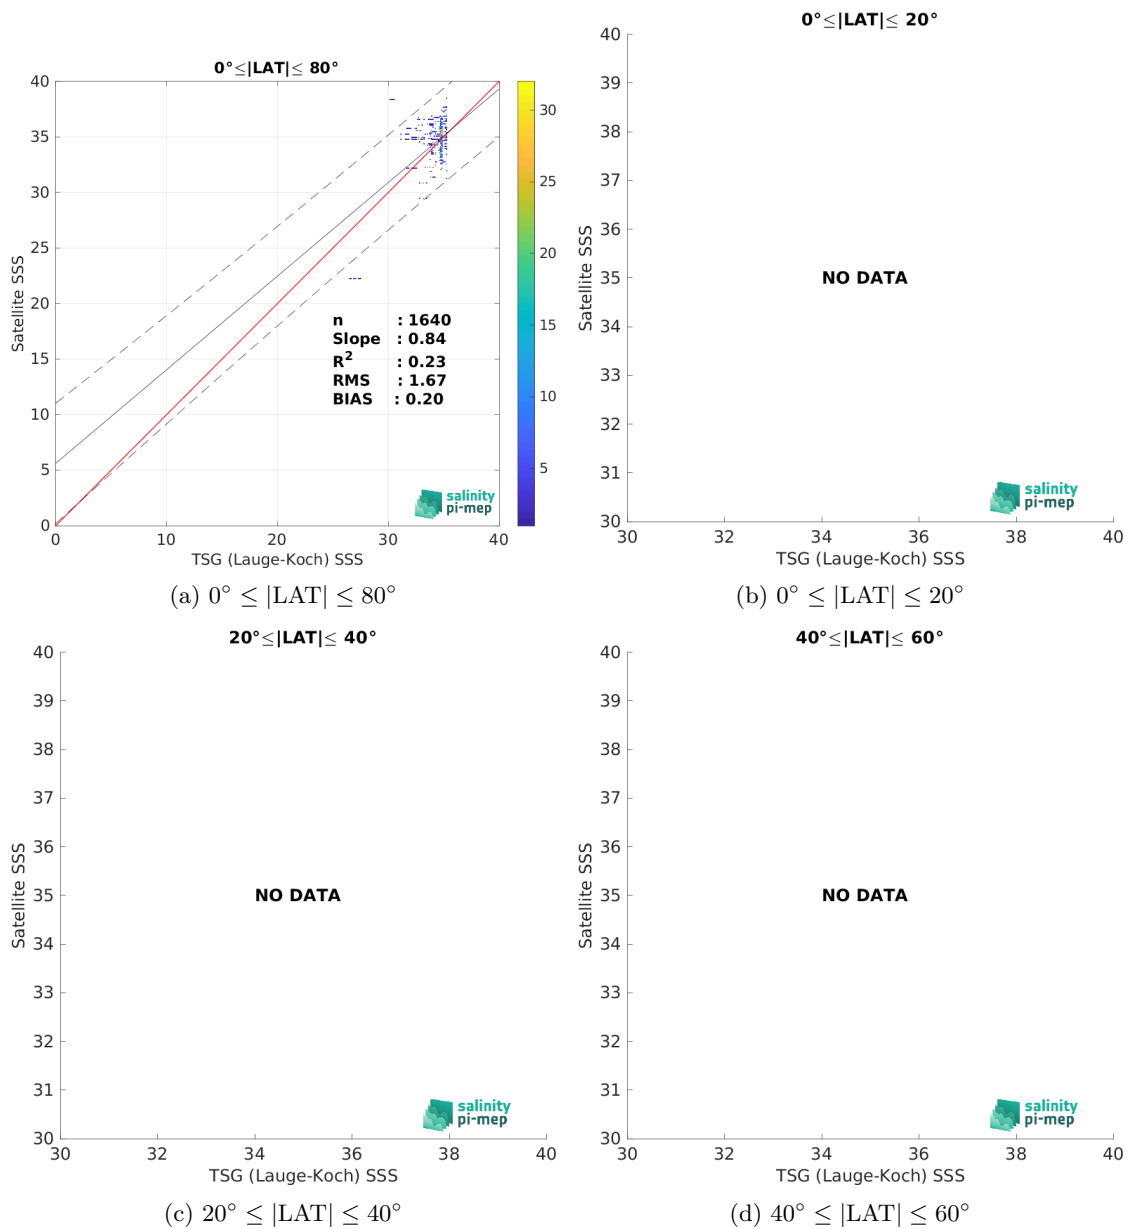 0°≤|LAT|≤ 80°
40
35
30
25
20
15
10
5
0
0
10
20
30
40
Satellite SSS
TSG (Lauge-Koch) SSS
n : 1640
Slope : 0.84
R² : 0.23
RMS : 1.67
BIAS : 0.20
salinity
pi-mep
30
25
20
15
10
5
(a) 0° ≤ |LAT| ≤ 80°
0°≤|LAT|≤ 20°
40
39
38
37
36
35
34
33
32
31
30
30
32
34
36
38
40
Satellite SSS
NO DATA
salinity
pi-mep
TSG (Lauge-Koch) SSS
(b) 0° ≤ |LAT| ≤ 20°
20°≤|LAT|≤ 40°
40
39
38
37
36
35
34
33
32
31
30
30
32
34
36
38
40
Satellite SSS
NO DATA
salinity
pi-mep
TSG (Lauge-Koch) SSS
(c) 20° ≤ |LAT| ≤ 40°
40°≤|LAT|≤ 60°
40
39
38
37
36
35
34
33
32
31
30
30
32
34
36
38
40
Satellite SSS
NO DATA
salinity
pi-mep
TSG (Lauge-Koch) SSS
(d) 40° ≤ |LAT| ≤ 60°